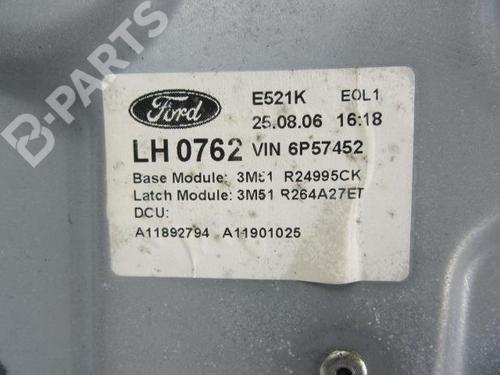 B-PARTS
Ford
E521K EOL1
25.08.06 16:18
LH 0762 VIN 6P57452
Base Module: 3M51 R24995CK
Latch Module: 3M51 R264A27ET
DCU:
A11892794 A11901025